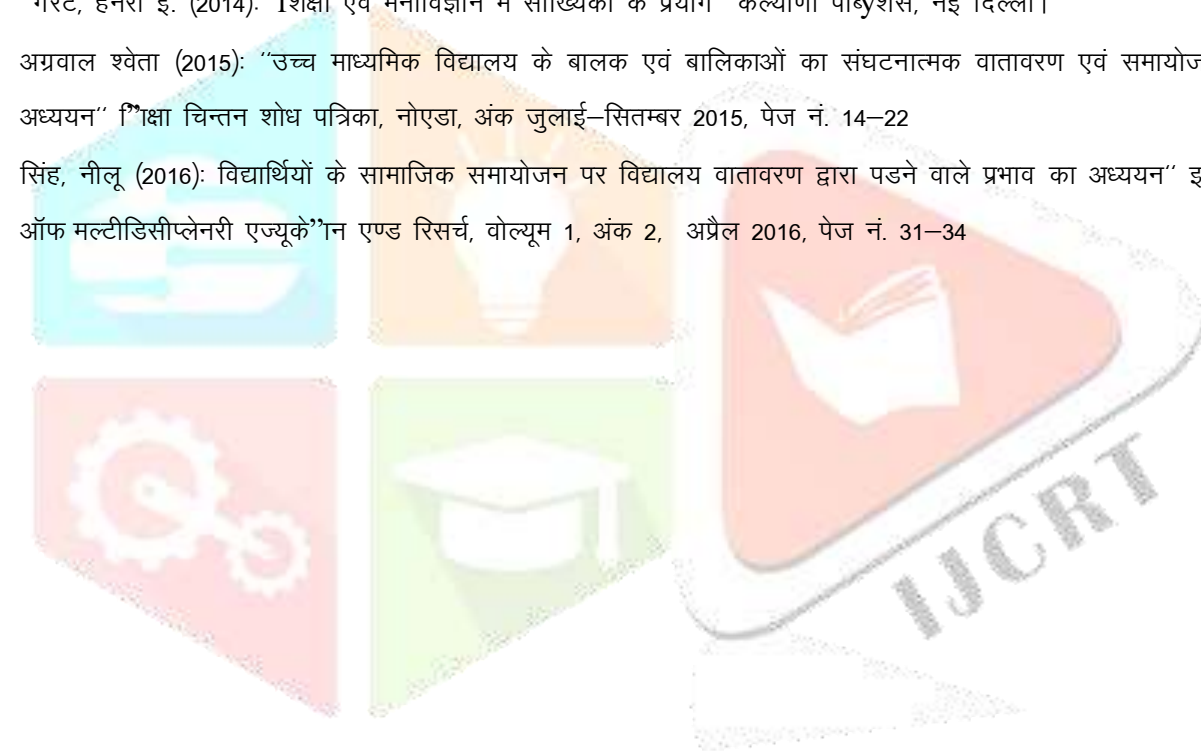 गैरेट, हेनरी ई. (2014): शिक्षा एवं मनोविज्ञान में सांख्यिकी के प्रयोग कल्याणी नई दिल्ली।
अग्रवाल श्वेता (2015): ‘‘उच्च माध्यमिक विद्यालय के बालक एवं बालिकाओं का संघटनात्मक वातावरण एवं समायोज
अध्ययन‘‘ चिन्तन शोध पत्रिका, नोएडा, अंक जुलाई–सितम्बर 2015, पेज नं. 14–22
सिंह, नीलू (2016): विद्यार्थियों के सामाजिक समायोजन पर विद्यालय वातावरण द्वारा पडने वाले प्रभाव का अध्ययन‘‘ इ
ऑफ मल्टीडिसीप्लेनरी एज्यूके”ान एण्ड रिसर्च, वोल्यूम 1, अंक 2, अप्रैल 2016, पेज नं. 31–34
IJCRT